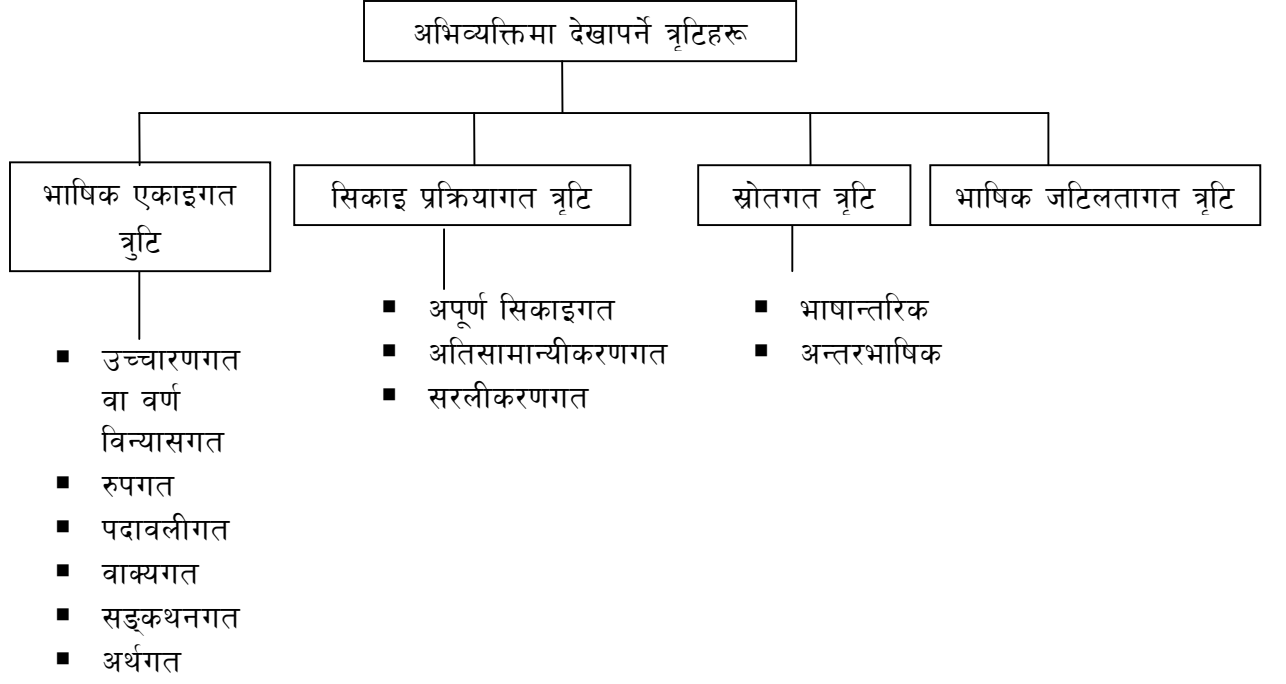 अभिव्यक्तिमा देखापर्ने त्रृटिहरू
भाषिक एकाइगत
त्रुटि
सिकाइ प्रक्रियागत त्रृटि
स्रोतगत त्रृटि
भाषिक जटिलतागत त्रृटि
▪ उच्चारणगत
वा वर्ण
विन्यासगत
▪ रुपगत
▪ पदावलीगत
▪ वाक्यगत
▪ सङ्कथनगत
▪ अर्थगत
▪ अपूर्ण सिकाइगत
▪ अतिसामान्यीकरणगत
▪ सरलीकरणगत
▪ भाषान्तरिक
▪ अन्तरभाषिक